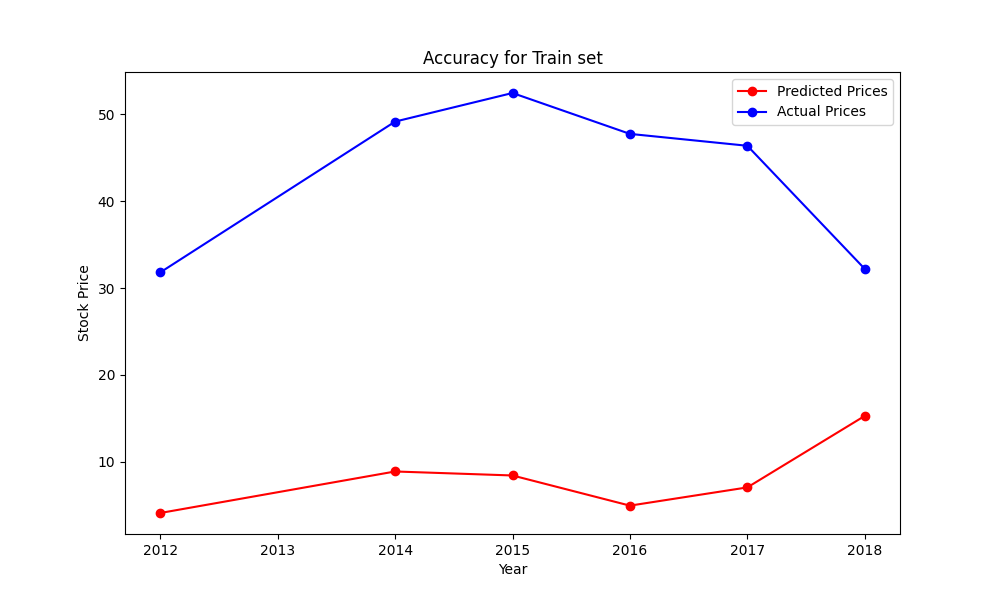 Accuracy for Train set
Predicted Prices
Actual Prices
50
40
30
20
10
Stock Price
2012 2013 2014 2015 2016 2017 2018
Year